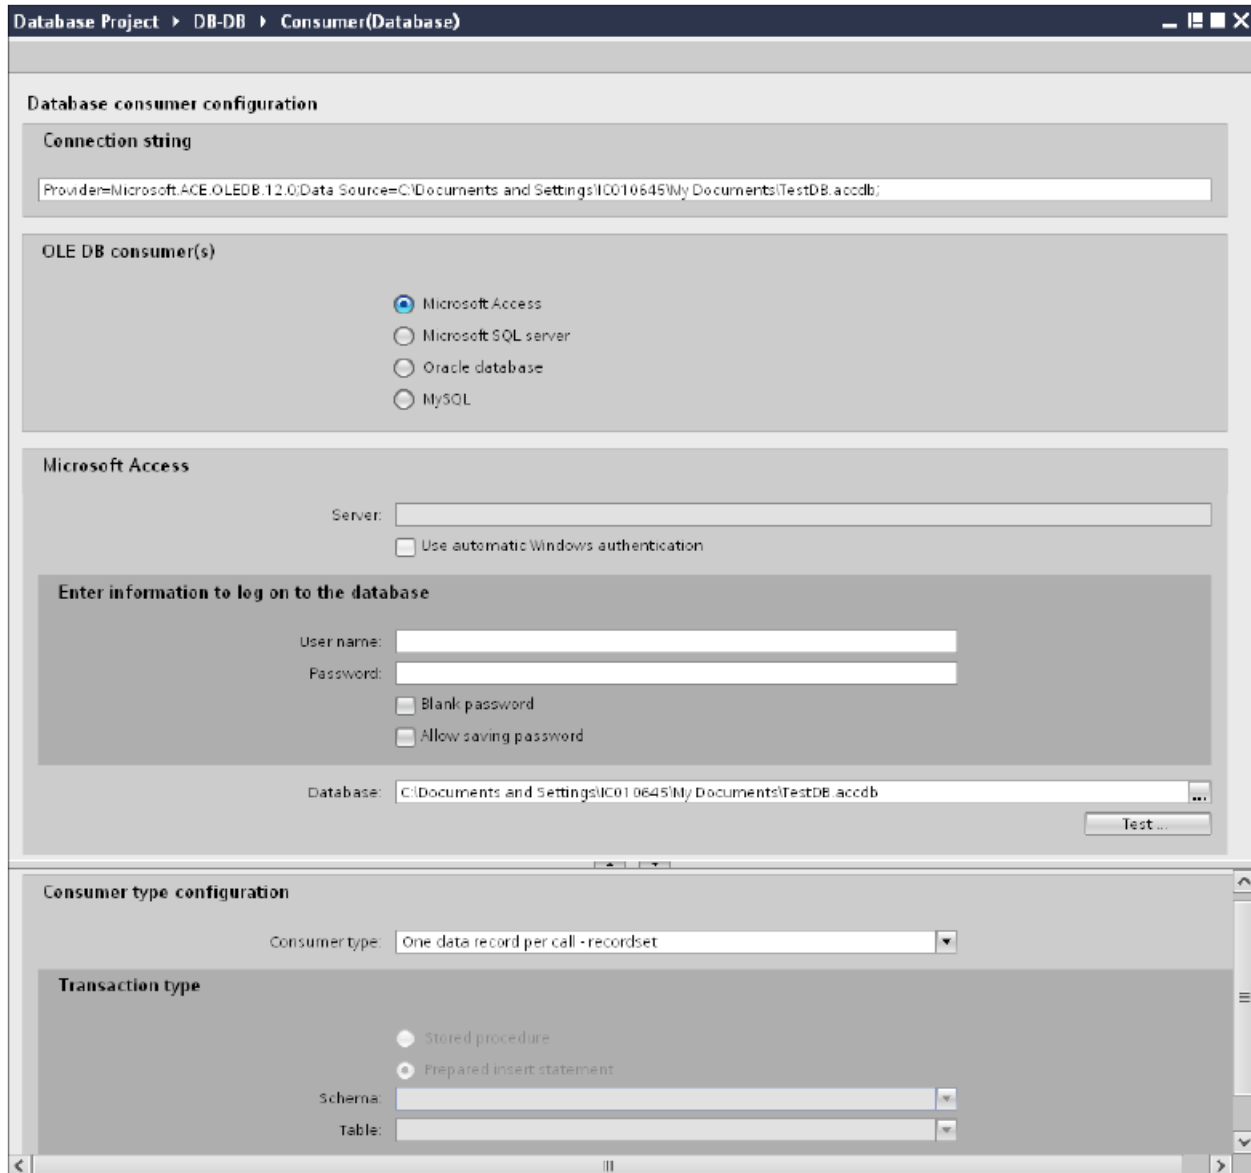 Database Project ▸ DB-DB ▸ Consumer(Database)
Database consumer configuration
Connection string
Provider=Microsoft.ACE.OLEDB.12.0;Data Source=C:\Documents and Settings\IC010645\My Documents\TestDB.accdb;
OLE DB consumer(s)
Microsoft Access
Microsoft SQL server
Oracle database
MySQL
Microsoft Access
Server:
Use automatic Windows authentication
Enter information to log on to the database
User name:
Password:
Blank password
Allow saving password
Database: C:\Documents and Settings\IC010645\My Documents\TestDB.accdb ...
Test ...
Consumer type configuration
Consumer type: One data record per call - recordset
Transaction type
Stored procedure
Prepared insert statement
Schema:
Table: